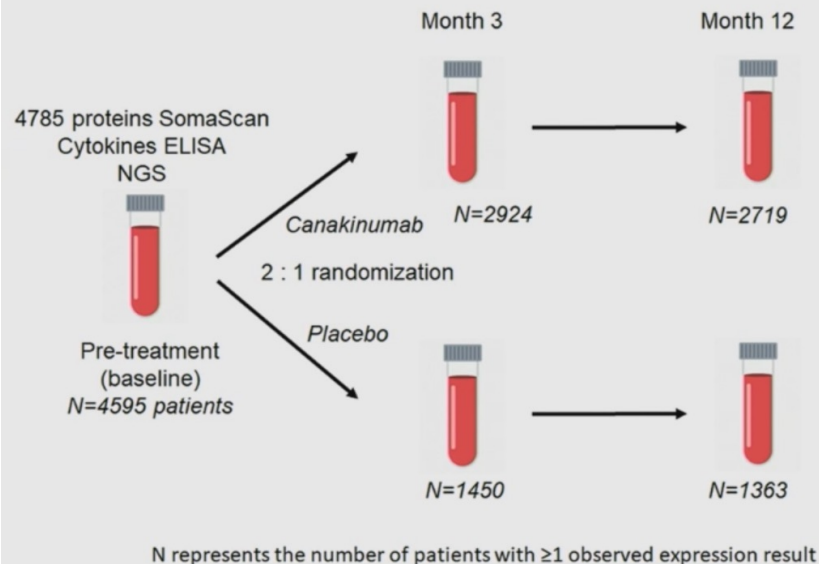 Month 3
Month 12
4785 proteins SomaScan
Cytokines ELISA
NGS
Canakinumab
N=2924
N=2719
2 : 1 randomization
Placebo
Pre-treatment
(baseline)
N=4595 patients
N=1450
N=1363
N represents the number of patients with ≥1 observed expression result